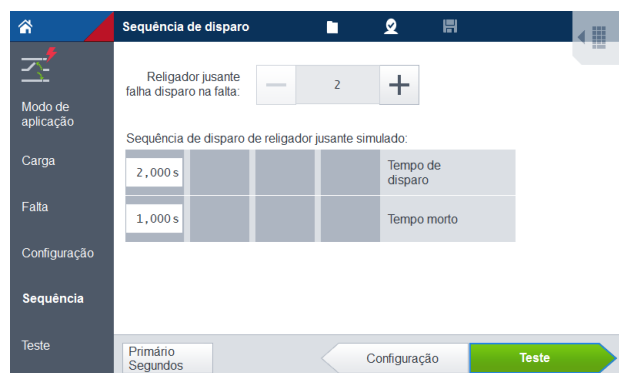 Sequência de disparo
Modo de
aplicação
Carga
Falta
Configuração
Sequência
Teste
Religador jusante
falha disparo na falta:
2
Sequência de disparo de religador jusante simulado:
2,000 s
Tempo de
disparo
1,000 s
Tempo morto
Primário
Segundos
Configuração
Teste